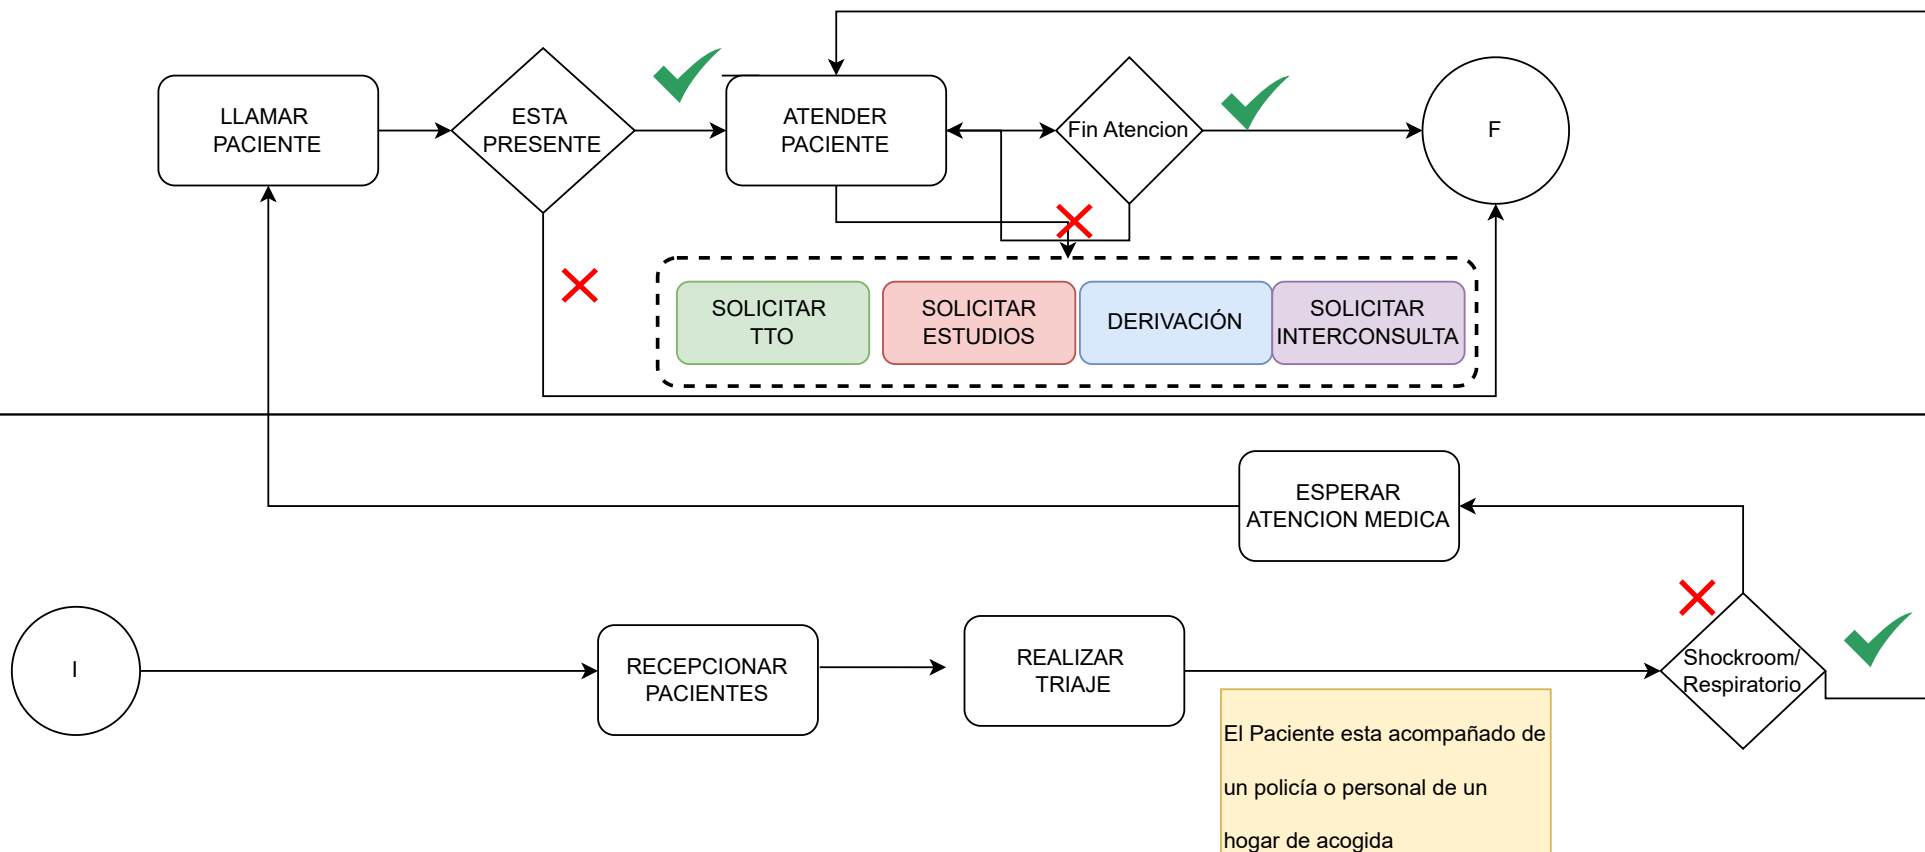 LLAMAR
PACIENTE
ESTA
PRESENTE
ATENDER
PACIENTE
Fin Atencion
F
SOLICITAR
TTO
SOLICITAR
ESTUDIOS
DERIVACIÓN
SOLICITAR
INTERCONSULTA
ESPERAR
ATENCION MEDICA
I
RECEPCIONAR
PACIENTES
REALIZAR
TRIAJE
Shockroom/
Respiratorio
El Paciente esta acompañado de
un policía o personal de un
hogar de acogida